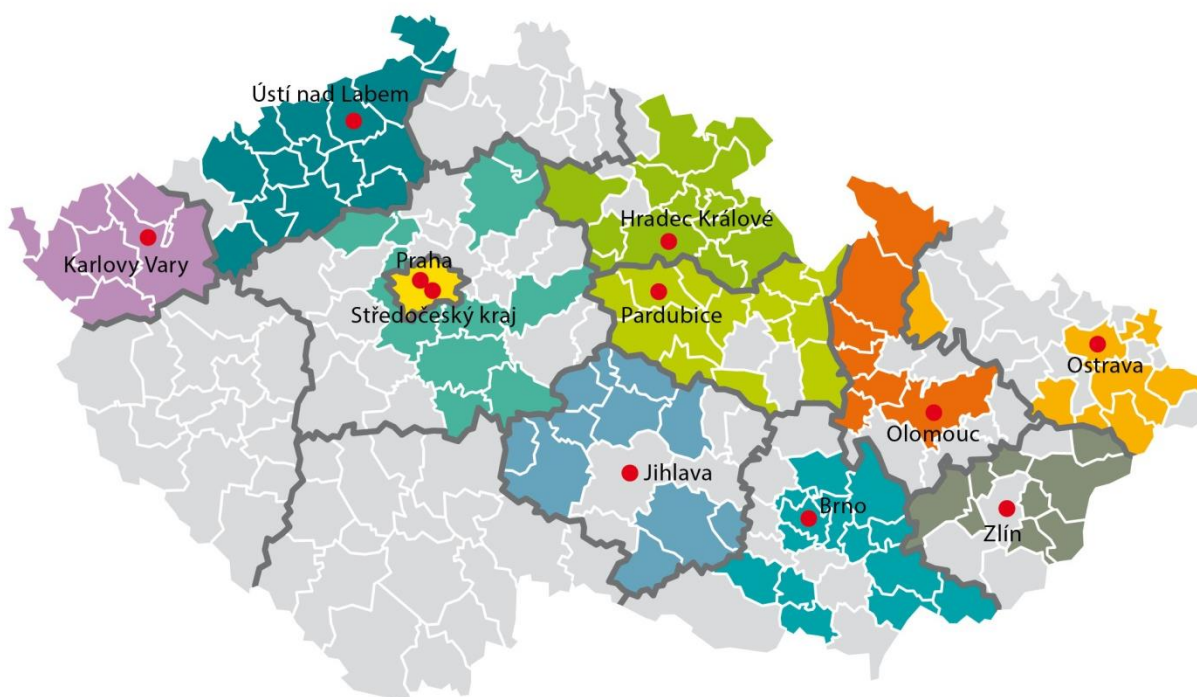 Ústí nad Labem
Hradec Králové
Karlovy Vary
Praha
Středočeský kraj
Pardubice
Ostrava
Olomouc
Jihlava
Brno
Zlín